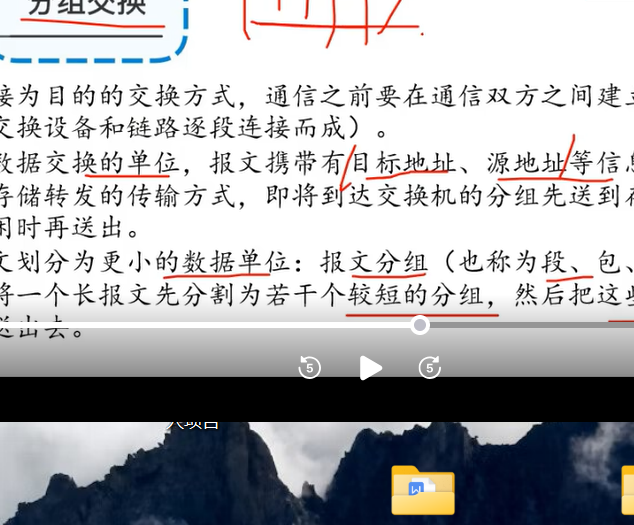 分组交换
接为目的的交换方式，通信之前要在通信双方之间建立
交换设备和链路逐段连接而成）。
数据交换的单位，报文携带有目标地址、源地址等信息
存储转发的传输方式，即将到达交换机的分组先送到存
闲时再送出。
文划分为更小的数据单位：报文分组（也称为段、包、
将一个长报文先分割为若干个较短的分组，然后把这些
送出去。
5
5
W